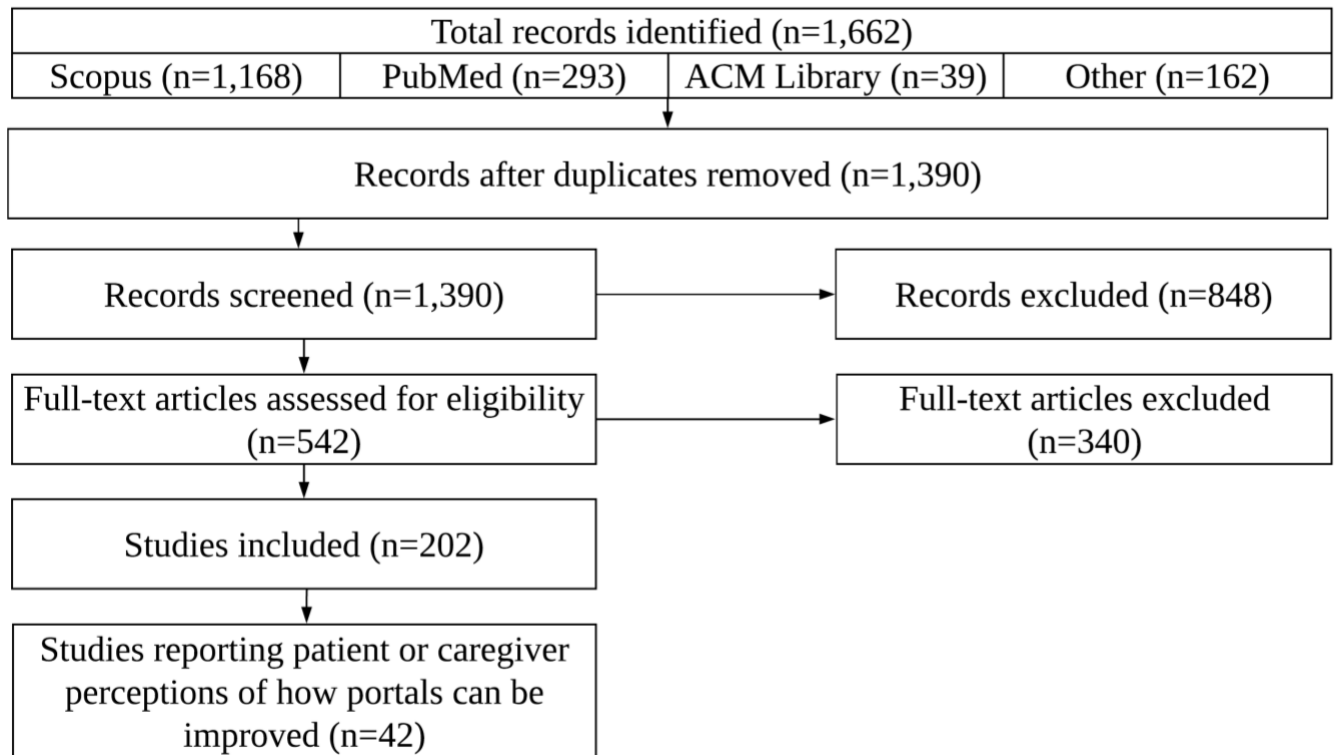 Total records identified (n=1,662)
Scopus (n=1,168) PubMed (n=293) ACM Library (n=39) Other (n=162)
Records after duplicates removed (n=1,390)
Records screened (n=1,390) Records excluded (n=848)
Full-text articles assessed for eligibility
(n=542)
Full-text articles excluded
(n=340)
Studies included (n=202)
Studies reporting patient or caregiver
perceptions of how portals can be
improved (n=42)